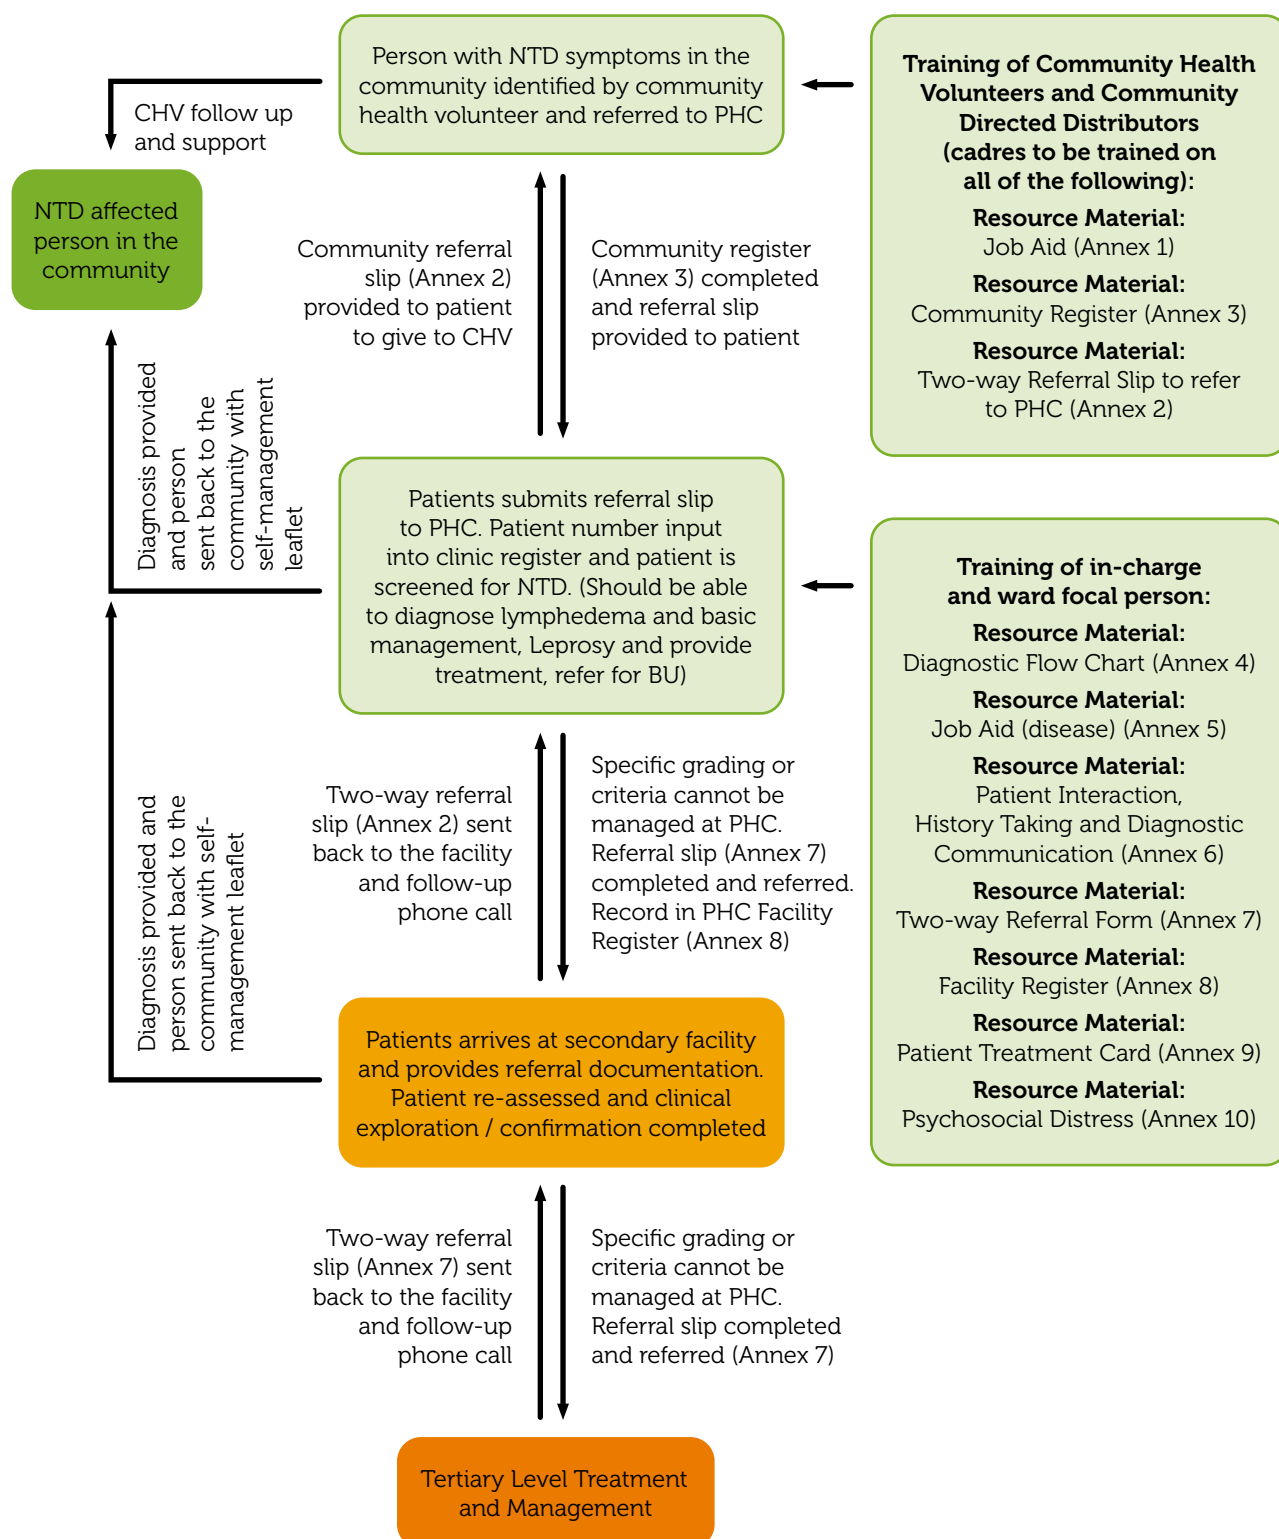 Person with NTD symptoms in the
community identified by community
health volunteer and referred to PHC
Training of Community Health
Volunteers and Community
Directed Distributors
(cadres to be trained on
all of the following):
Resource Material:
Job Aid (Annex 1)
Resource Material:
Community Register (Annex 3)
Resource Material:
Two-way Referral Slip to refer
to PHC (Annex 2)
CHV follow up
and support
NTD affected
person in the
community
Community referral
slip (Annex 2)
provided to patient
to give to CHV
Community register
(Annex 3) completed
and referral slip
provided to patient
Diagnosis provided
and person
sent back to the
community with
self-management
leaflet
Patients submits referral slip
to PHC. Patient number input
into clinic register and patient is
screened for NTD. (Should be able
to diagnose lymphedema and basic
management, Leprosy and provide
treatment, refer for BU)
Training of in-charge
and ward focal person:
Resource Material:
Diagnostic Flow Chart (Annex 4)
Resource Material:
Job Aid (disease) (Annex 5)
Resource Material:
Patient Interaction,
History Taking and Diagnostic
Communication (Annex 6)
Resource Material:
Two-way Referral Form (Annex 7)
Resource Material:
Facility Register (Annex 8)
Resource Material:
Patient Treatment Card (Annex 9)
Resource Material:
Psychosocial Distress (Annex 10)
Diagnosis provided and
person sent back to the
community with self-
management leaflet
Two-way referral
slip (Annex 2) sent
back to the facility
and follow-up
phone call
Specific grading or
criteria cannot be
managed at PHC.
Referral slip (Annex 7)
completed and referred.
Record in PHC Facility
Register (Annex 8)
Patients arrives at secondary facility
and provides referral documentation.
Patient re-assessed and clinical
exploration / confirmation completed
Two-way referral
slip (Annex 7) sent
back to the facility
and follow-up
phone call
Specific grading or
criteria cannot be
managed at PHC.
Referral slip completed
and referred (Annex 7)
Tertiary Level Treatment
and Management